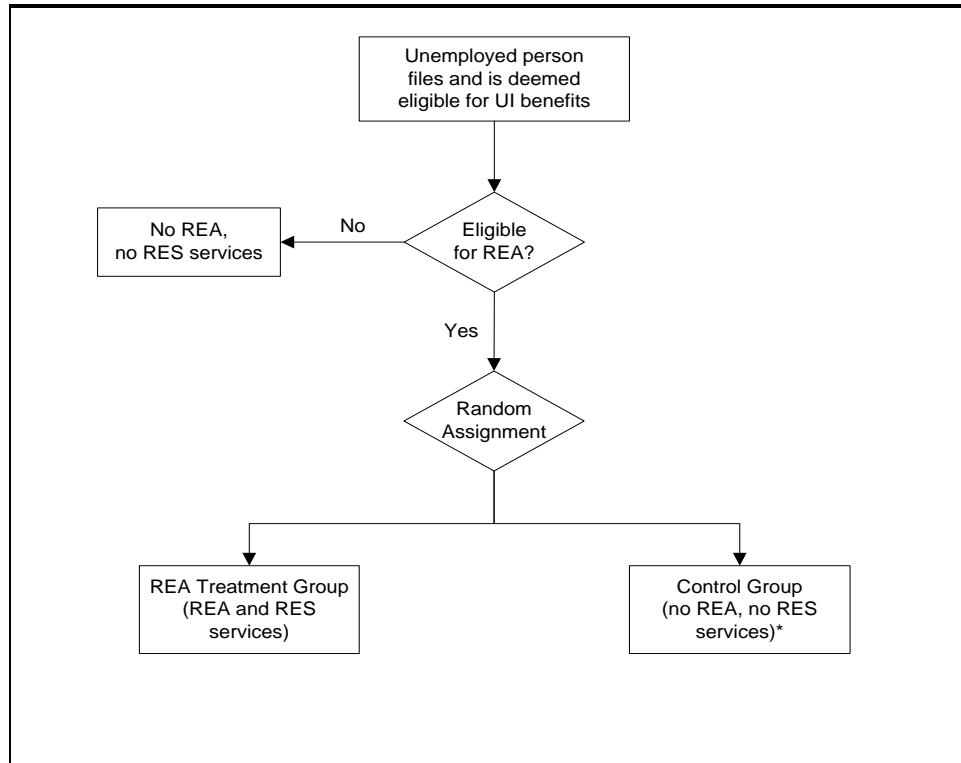 Unemployed person
files and is deemed
eligible for UI benefits
No REA,
no RES services
No
Eligible
for REA?
Yes
Random
Assignment
REA Treatment Group
(REA and RES
services)
Control Group
(no REA, no RES
services)*